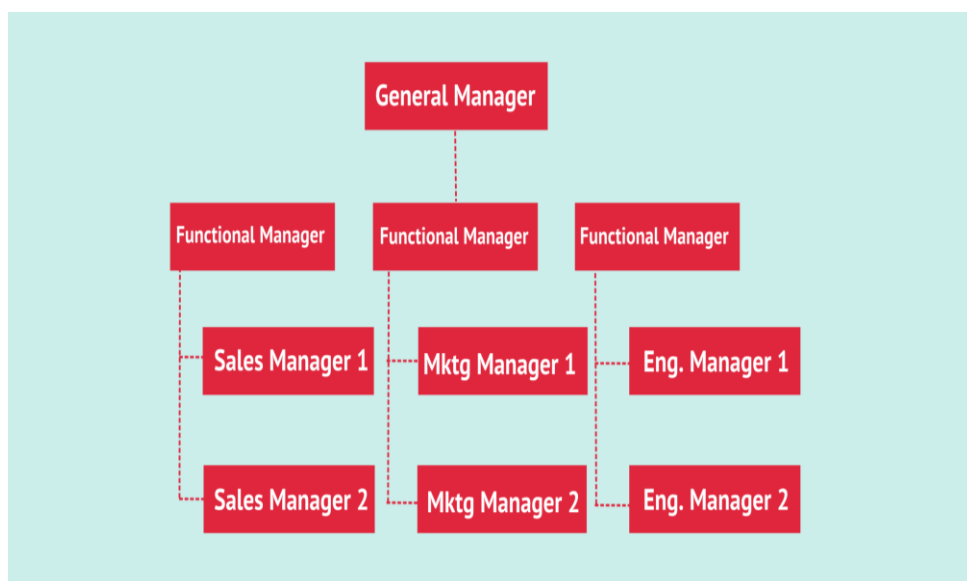 General Manager
Functional Manager
Functional Manager
Functional Manager
Sales Manager 1
Mktg Manager 1
Eng. Manager 1
Sales Manager 2
Mktg Manager 2
Eng. Manager 2